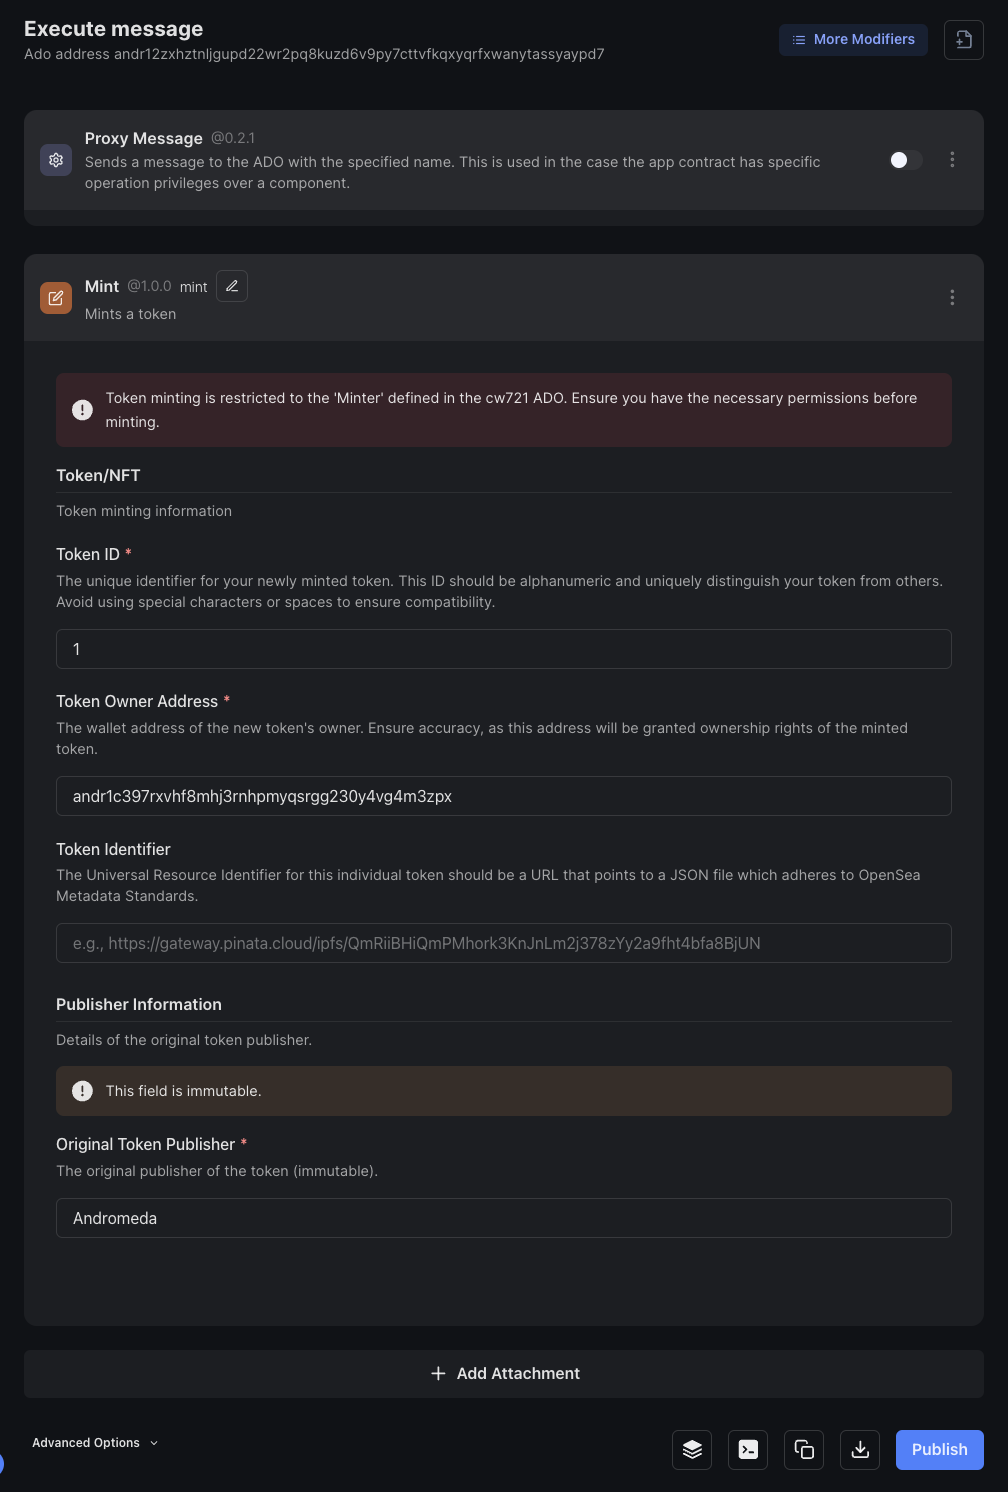 Execute message
Ado address andr12zxhztnljgupd22wr2pq8kuzd6v9py7cttvfkqxyqrfxwanytassyaypd7
More Modifiers
Proxy Message @0.2.1
Sends a message to the ADO with the specified name. This is used in the case the app contract has specific
operation privileges over a component.
Mint @1.0.0 mint
Mints a token
Token minting is restricted to the 'Minter' defined in the cw721 ADO. Ensure you have the necessary permissions before
minting.
Token/NFT
Token minting information
Token ID *
The unique identifier for your newly minted token. This ID should be alphanumeric and uniquely distinguish your token from others.
Avoid using special characters or spaces to ensure compatibility.
1
Token Owner Address *
The wallet address of the new token's owner. Ensure accuracy, as this address will be granted ownership rights of the minted
token.
andr1c397rxvhf8mhj3rnhpmyqsrgg230y4vg4m3zpx
Token Identifier
The Universal Resource Identifier for this individual token should be a URL that points to a JSON file which adheres to OpenSea
Metadata Standards.
e.g., https://gateway.pinata.cloud/ipfs/QmRiiBHiQmPMhork3KnJnLm2j378zYy2a9fht4bfa8BjUN
Publisher Information
Details of the original token publisher.
This field is immutable.
Original Token Publisher *
The original publisher of the token (immutable).
Andromeda
Add Attachment
Advanced Options
Publish